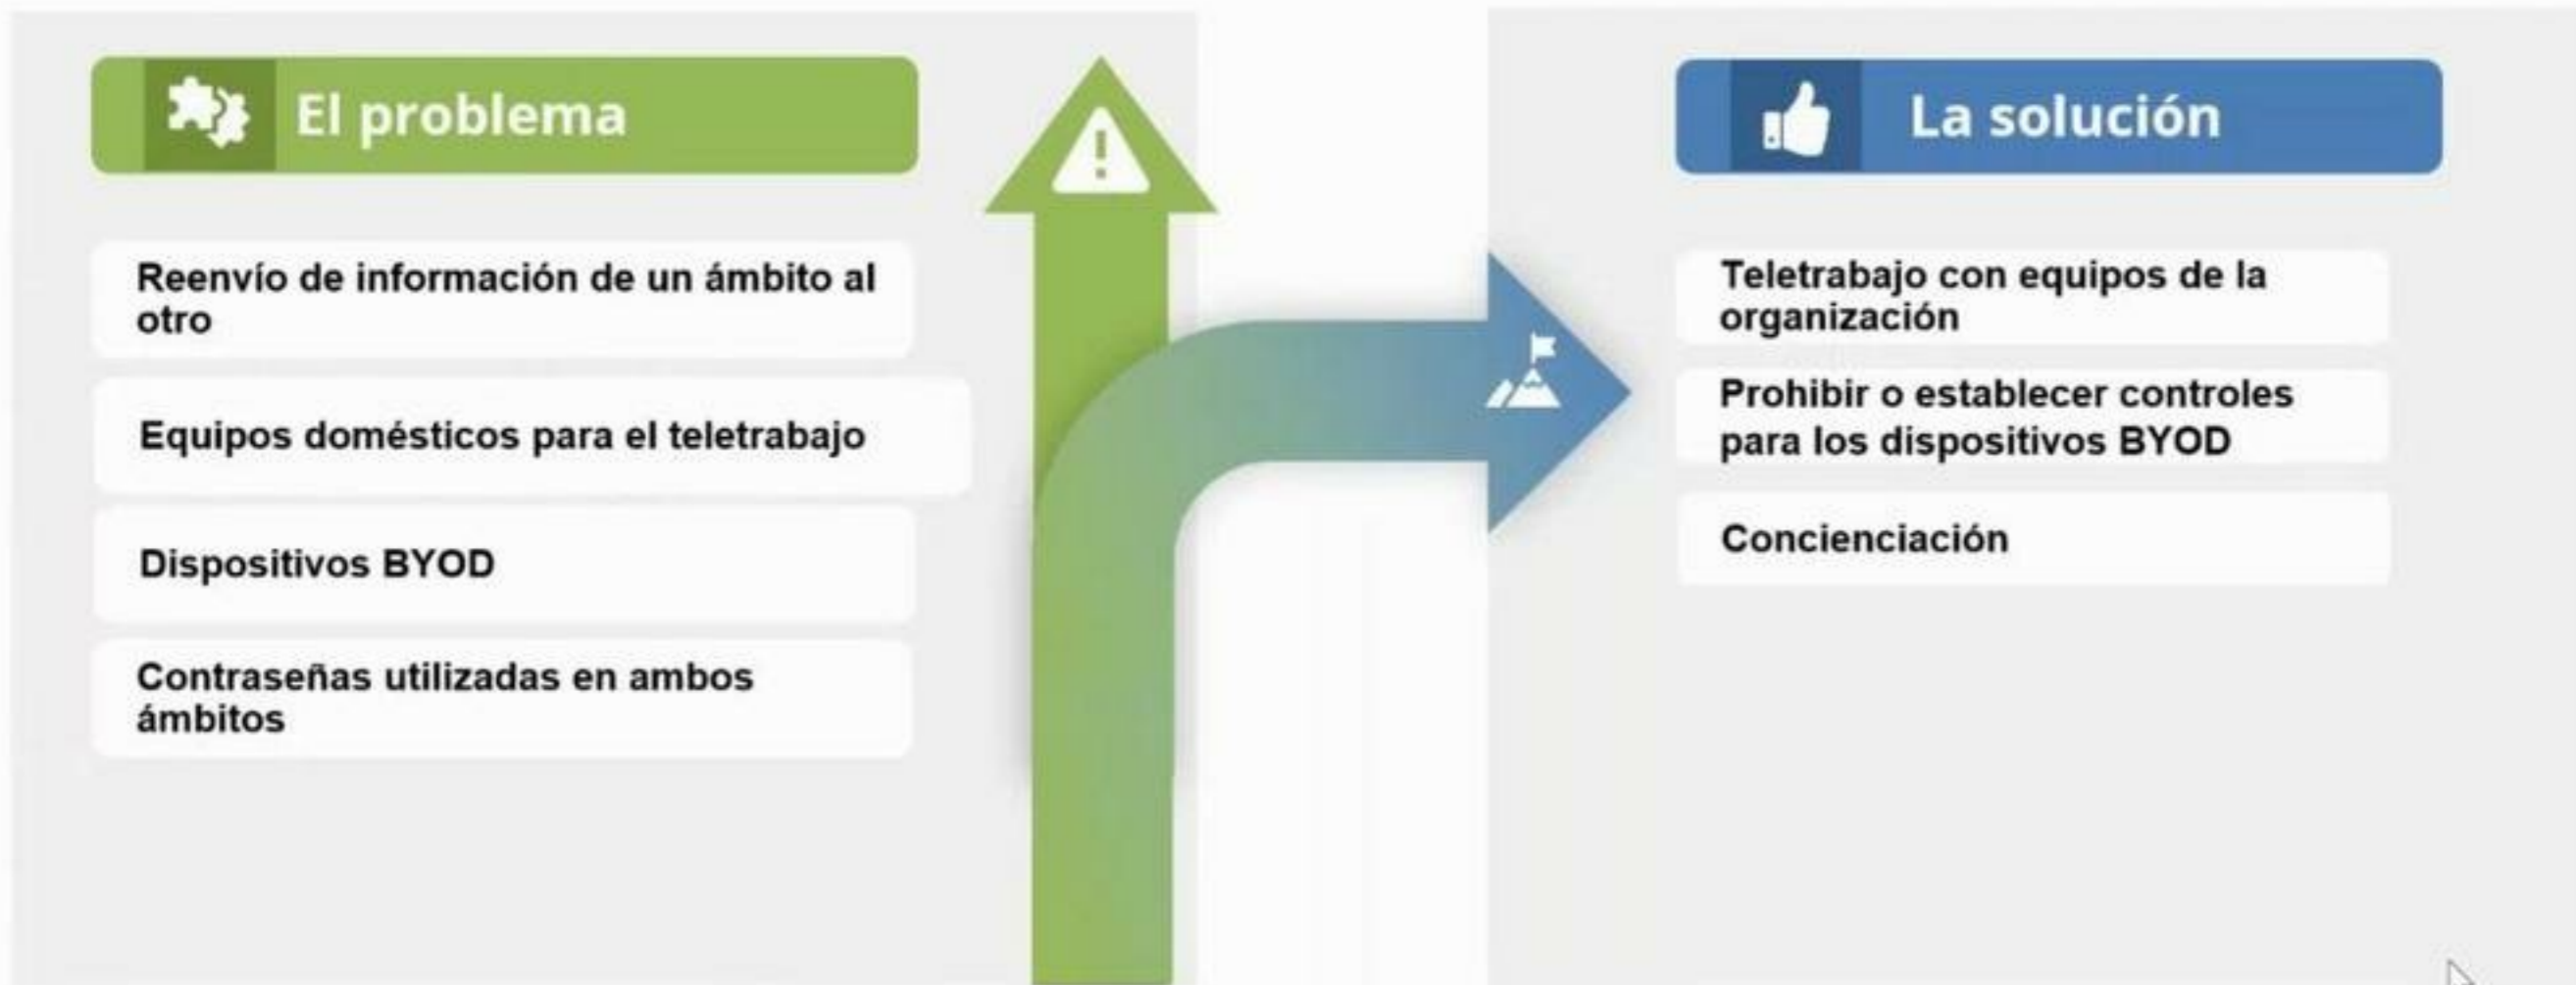 El problema
Reenvío de información de un ámbito al
otro
Equipos domésticos para el teletrabajo
Dispositivos BYOD
Contraseñas utilizadas en ambos
ámbitos
La solución
Teletrabajo con equipos de la
organización
Prohibir o establecer controles
para los dispositivos BYOD
Concienciación